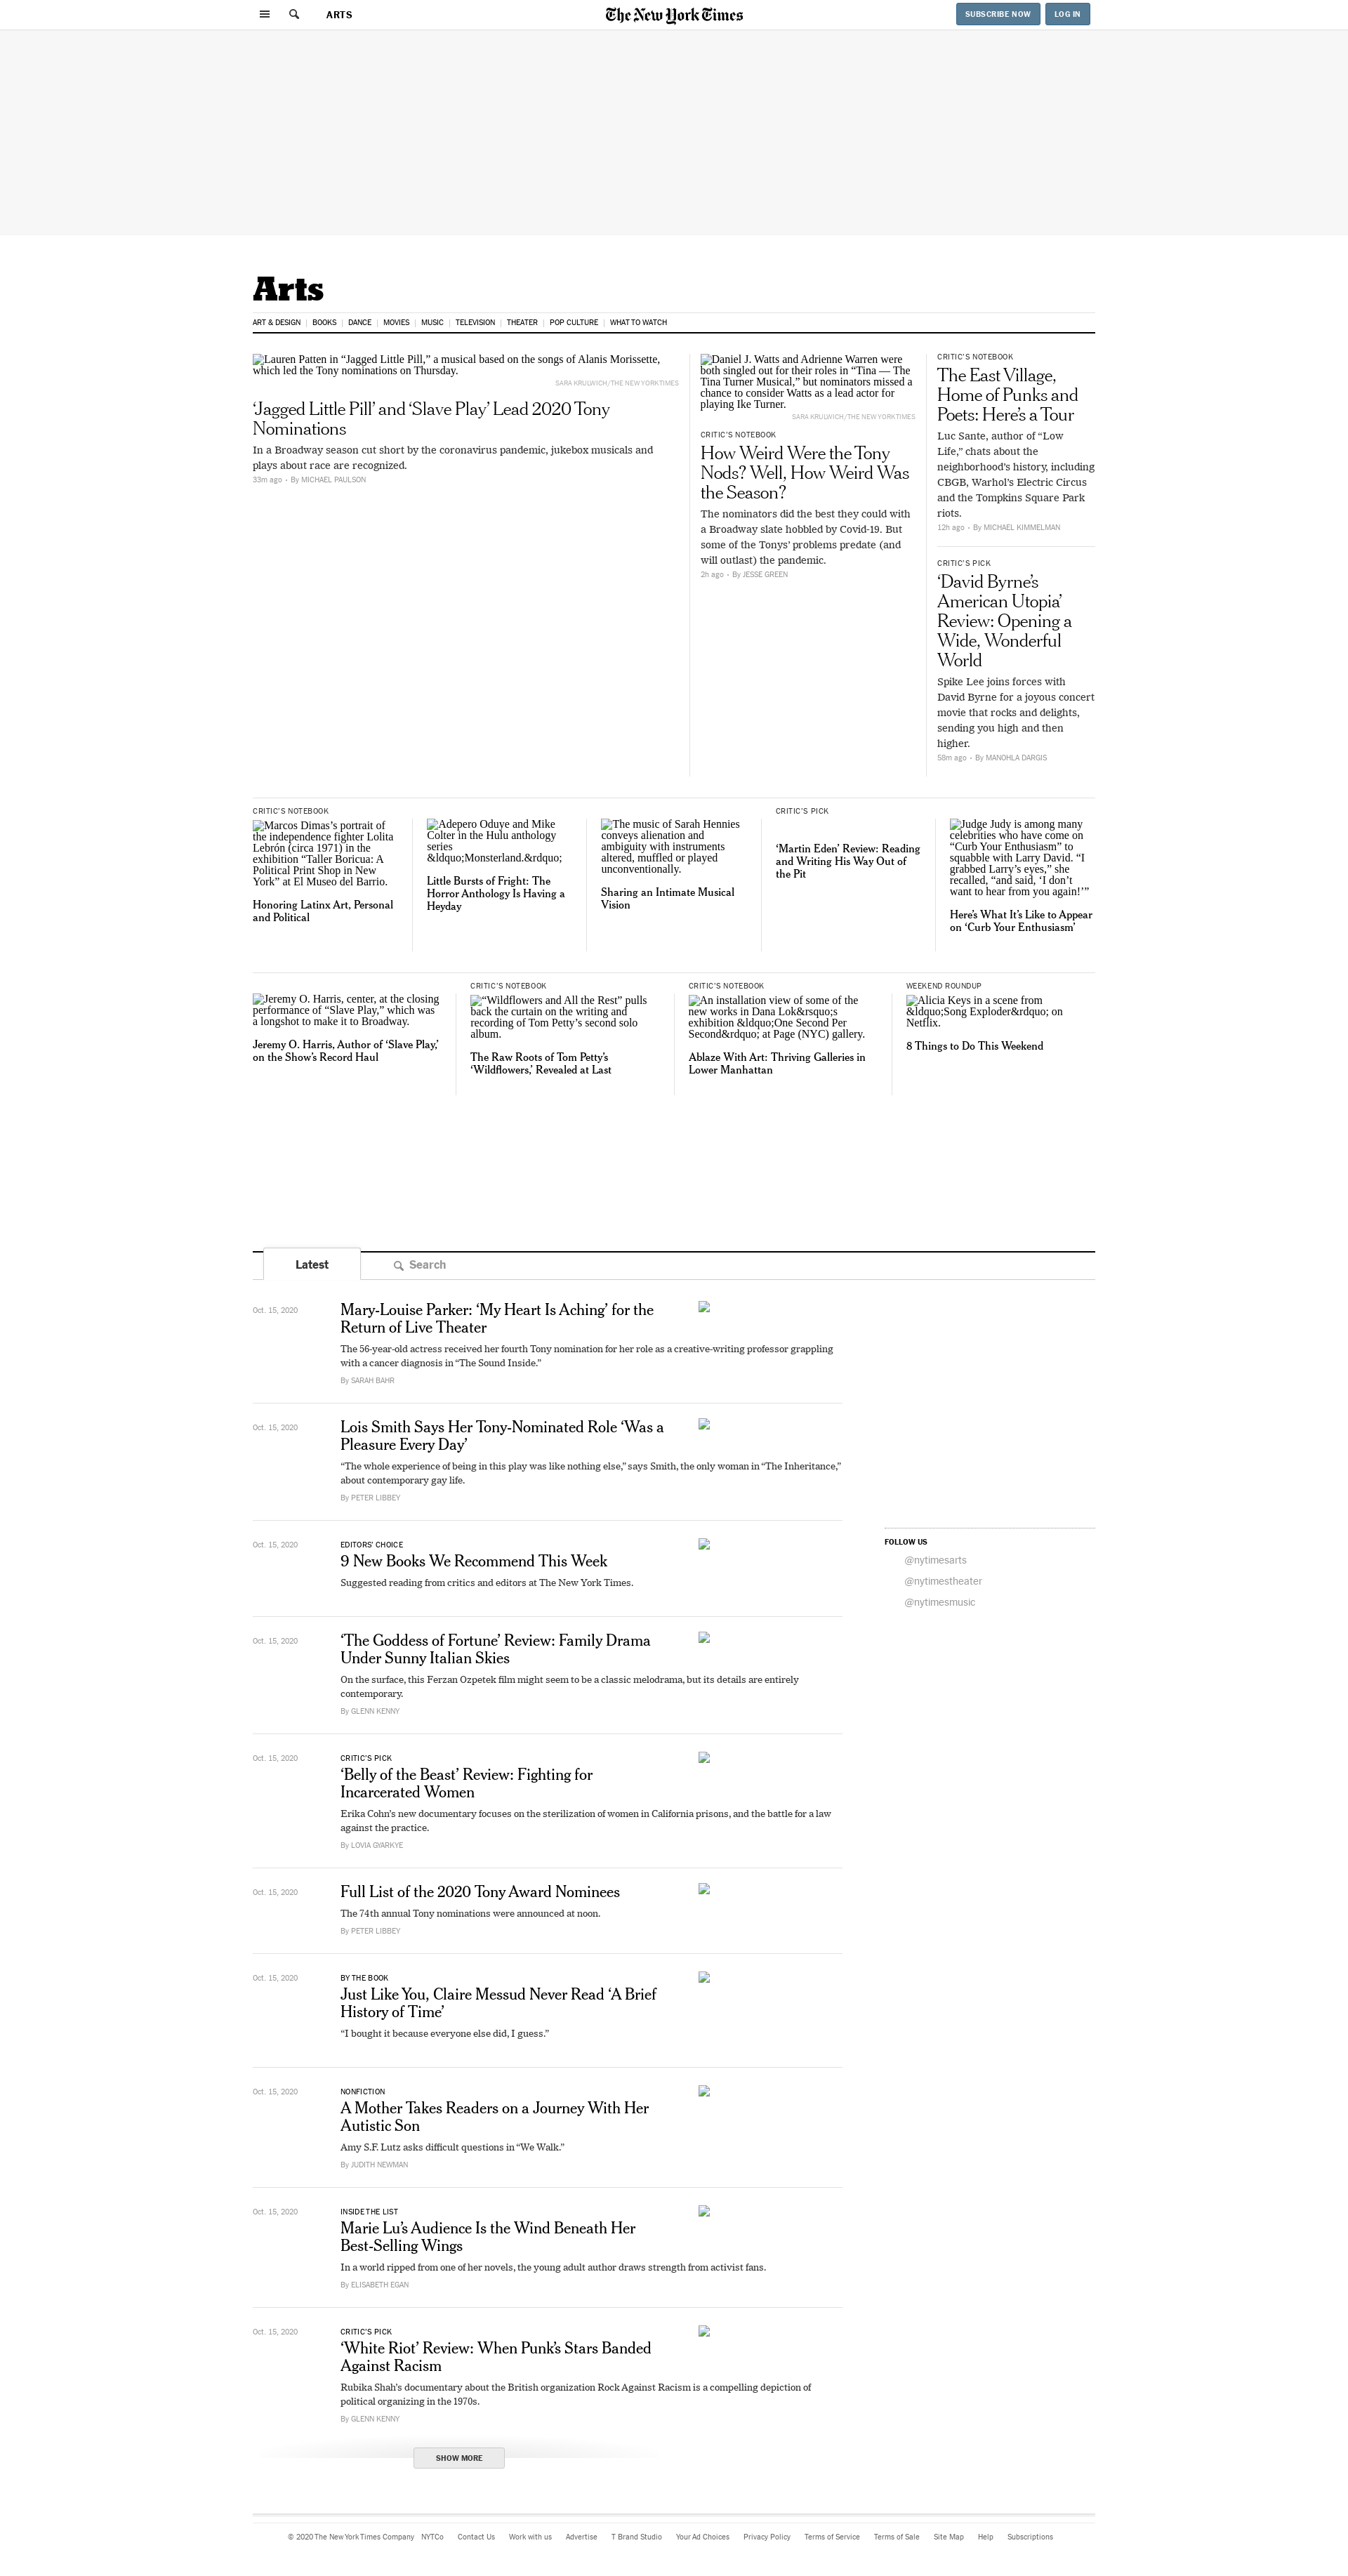 ARTS
The New York Times
SUBSCRIBE NOW
LOG IN
Arts
ART & DESIGN
BOOKS
DANCE
MOVIES
MUSIC
TELEVISION
THEATER
POP CULTURE
WHAT TO WATCH
Lauren Patten in “Jagged Little Pill,” a musical based on the songs of Alanis Morissette,
which led the Tony nominations on Thursday.
SARA KRULWICH/THE NEW YORK TIMES
‘Jagged Little Pill’ and ‘Slave Play’ Lead 2020 Tony
Nominations
In a Broadway season cut short by the coronavirus pandemic, jukebox musicals and
plays about race are recognized.
33m ago • By MICHAEL PAULSON
Daniel J. Watts and Adrienne Warren were
both singled out for their roles in “Tina — The
Tina Turner Musical,” but nominators missed a
chance to consider Watts as a lead actor for
playing Ike Turner.
SARA KRULWICH/THE NEW YORK TIMES
CRITIC’S NOTEBOOK
How Weird Were the Tony
Nods? Well, How Weird Was
the Season?
The nominators did the best they could with
a Broadway slate hobbled by Covid-19. But
some of the Tonys’ problems predate (and
will outlast) the pandemic.
2h ago • By JESSE GREEN
CRITIC’S NOTEBOOK
The East Village,
Home of Punks and
Poets: Here’s a Tour
Luc Sante, author of “Low
Life,” chats about the
neighborhood’s history, including
CBGB, Warhol’s Electric Circus
and the Tompkins Square Park
riots.
12h ago • By MICHAEL KIMMELMAN
CRITIC’S PICK
‘David Byrne’s
American Utopia’
Review: Opening a
Wide, Wonderful
World
Spike Lee joins forces with
David Byrne for a joyous concert
movie that rocks and delights,
sending you high and then
higher.
58m ago • By MANOHLA DARGIS
CRITIC’S NOTEBOOK
Marcos Dimas’s portrait of
the independence fighter Lolita
Lebrón (circa 1971) in the
exhibition “Taller Boricua: A
Political Print Shop in New
York” at El Museo del Barrio.
Honoring Latinx Art, Personal
and Political
Adepero Oduye and Mike
Colter in the Hulu anthology
series
&ldquo;Monsterland.&rdquo;
Little Bursts of Fright: The
Horror Anthology Is Having a
Heyday
The music of Sarah Hennies
conveys alienation and
ambiguity with instruments
altered, muffled or played
unconventionally.
Sharing an Intimate Musical
Vision
CRITIC’S PICK
‘Martin Eden’ Review: Reading
and Writing His Way Out of
the Pit
Judge Judy is among many
celebrities who have come on
“Curb Your Enthusiasm” to
squabble with Larry David. “I
grabbed Larry’s eyes,” she
recalled, “and said, ‘I don’t
want to hear from you again!’”
Here’s What It’s Like to Appear
on ‘Curb Your Enthusiasm’
Jeremy O. Harris, center, at the closing
performance of “Slave Play,” which was
a longshot to make it to Broadway.
Jeremy O. Harris, Author of ‘Slave Play,’
on the Show’s Record Haul
CRITIC’S NOTEBOOK
“Wildflowers and All the Rest” pulls
back the curtain on the writing and
recording of Tom Petty’s second solo
album.
The Raw Roots of Tom Petty’s
‘Wildflowers,’ Revealed at Last
CRITIC’S NOTEBOOK
An installation view of some of the
new works in Dana Lok&rsquo;s
exhibition &ldquo;One Second Per
Second&rdquo; at Page (NYC) gallery.
Ablaze With Art: Thriving Galleries in
Lower Manhattan
WEEKEND ROUNDUP
Alicia Keys in a scene from
&ldquo;Song Exploder&rdquo; on
Netflix.
8 Things to Do This Weekend
Latest
Search
Oct. 15, 2020
Mary-Louise Parker: ‘My Heart Is Aching’ for the
Return of Live Theater
The 56-year-old actress received her fourth Tony nomination for her role as a creative-writing professor grappling
with a cancer diagnosis in “The Sound Inside.”
By SARAH BAHR
Oct. 15, 2020
Lois Smith Says Her Tony-Nominated Role ‘Was a
Pleasure Every Day’
“The whole experience of being in this play was like nothing else,” says Smith, the only woman in “The Inheritance,”
about contemporary gay life.
By PETER LIBBEY
Oct. 15, 2020
EDITORS’ CHOICE
9 New Books We Recommend This Week
Suggested reading from critics and editors at The New York Times.
FOLLOW US
@nytimesarts
@nytimestheater
@nytimesmusic
Oct. 15, 2020
‘The Goddess of Fortune’ Review: Family Drama
Under Sunny Italian Skies
On the surface, this Ferzan Ozpetek film might seem to be a classic melodrama, but its details are entirely
contemporary.
By GLENN KENNY
Oct. 15, 2020
CRITIC’S PICK
‘Belly of the Beast’ Review: Fighting for
Incarcerated Women
Erika Cohn’s new documentary focuses on the sterilization of women in California prisons, and the battle for a law
against the practice.
By LOVIA GYARKYE
Oct. 15, 2020
Full List of the 2020 Tony Award Nominees
The 74th annual Tony nominations were announced at noon.
By PETER LIBBEY
Oct. 15, 2020
BY THE BOOK
Just Like You, Claire Messud Never Read ‘A Brief
History of Time’
“I bought it because everyone else did, I guess.”
Oct. 15, 2020
NONFICTION
A Mother Takes Readers on a Journey With Her
Autistic Son
Amy S.F. Lutz asks difficult questions in “We Walk.”
By JUDITH NEWMAN
Oct. 15, 2020
INSIDE THE LIST
Marie Lu’s Audience Is the Wind Beneath Her
Best-Selling Wings
In a world ripped from one of her novels, the young adult author draws strength from activist fans.
By ELISABETH EGAN
Oct. 15, 2020
CRITIC’S PICK
‘White Riot’ Review: When Punk’s Stars Banded
Against Racism
Rubika Shah’s documentary about the British organization Rock Against Racism is a compelling depiction of
political organizing in the 1970s.
By GLENN KENNY
SHOW MORE
© 2020 The New York Times Company NYTCo Contact Us Work with us Advertise T Brand Studio Your Ad Choices Privacy Policy Terms of Service Terms of Sale Site Map Help Subscriptions